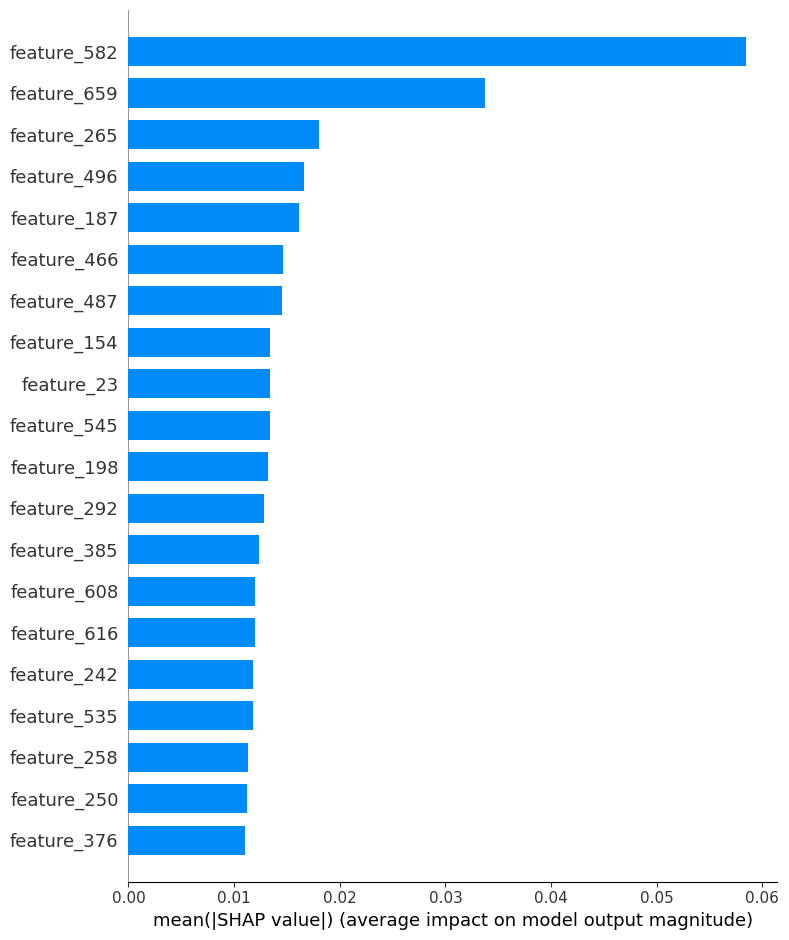 feature_582
feature_659
feature_265
feature_496
feature_187
feature_466
feature_487
feature_154
feature_23
feature_545
feature_198
feature_292
feature_385
feature_608
feature_616
feature_242
feature_535
feature_258
feature_250
feature_376
0.00 0.01 0.02 0.03 0.04 0.05 0.06
mean(|SHAP value|) (average impact on model output magnitude)